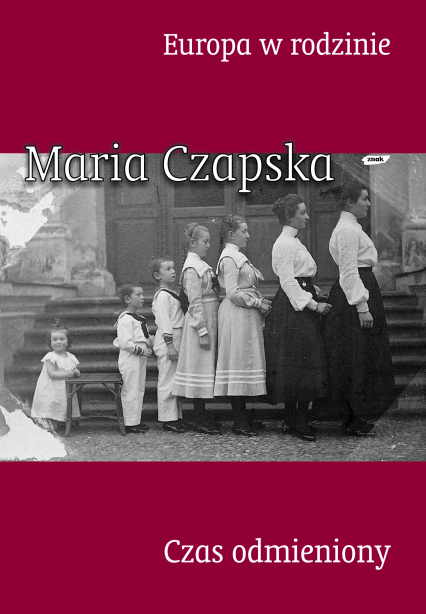 Europa w rodzinie
Maria Czapska
znak
Czas odmieniony